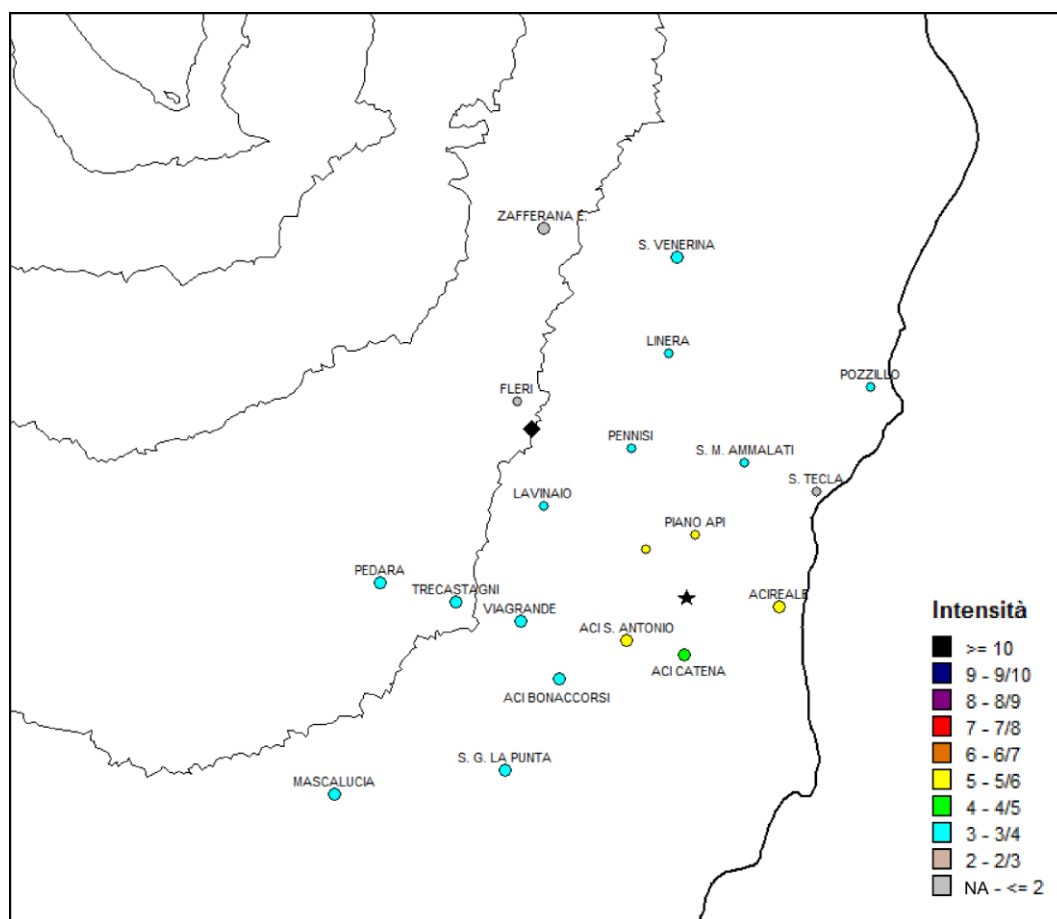 ZAFFERANA E.
S. VENERINA
LINERA
POZZILLO
FLERI
PENNISI
S. M. AMMALATI
S. TECLA
LAVINAIO
PIANO API
PEDARA
TRECASTAGNI
VIAGRANDE
ACIREALE
ACI S. ANTONIO
ACI CATENA
ACI BONACCORSI
S. G. LA PUNTA
MASCALUCIA
Intensità
>= 10
9 - 9/10
8 - 8/9
7 - 7/8
6 - 6/7
5 - 5/6
4 - 4/5
3 - 3/4
2 - 2/3
NA - <= 2